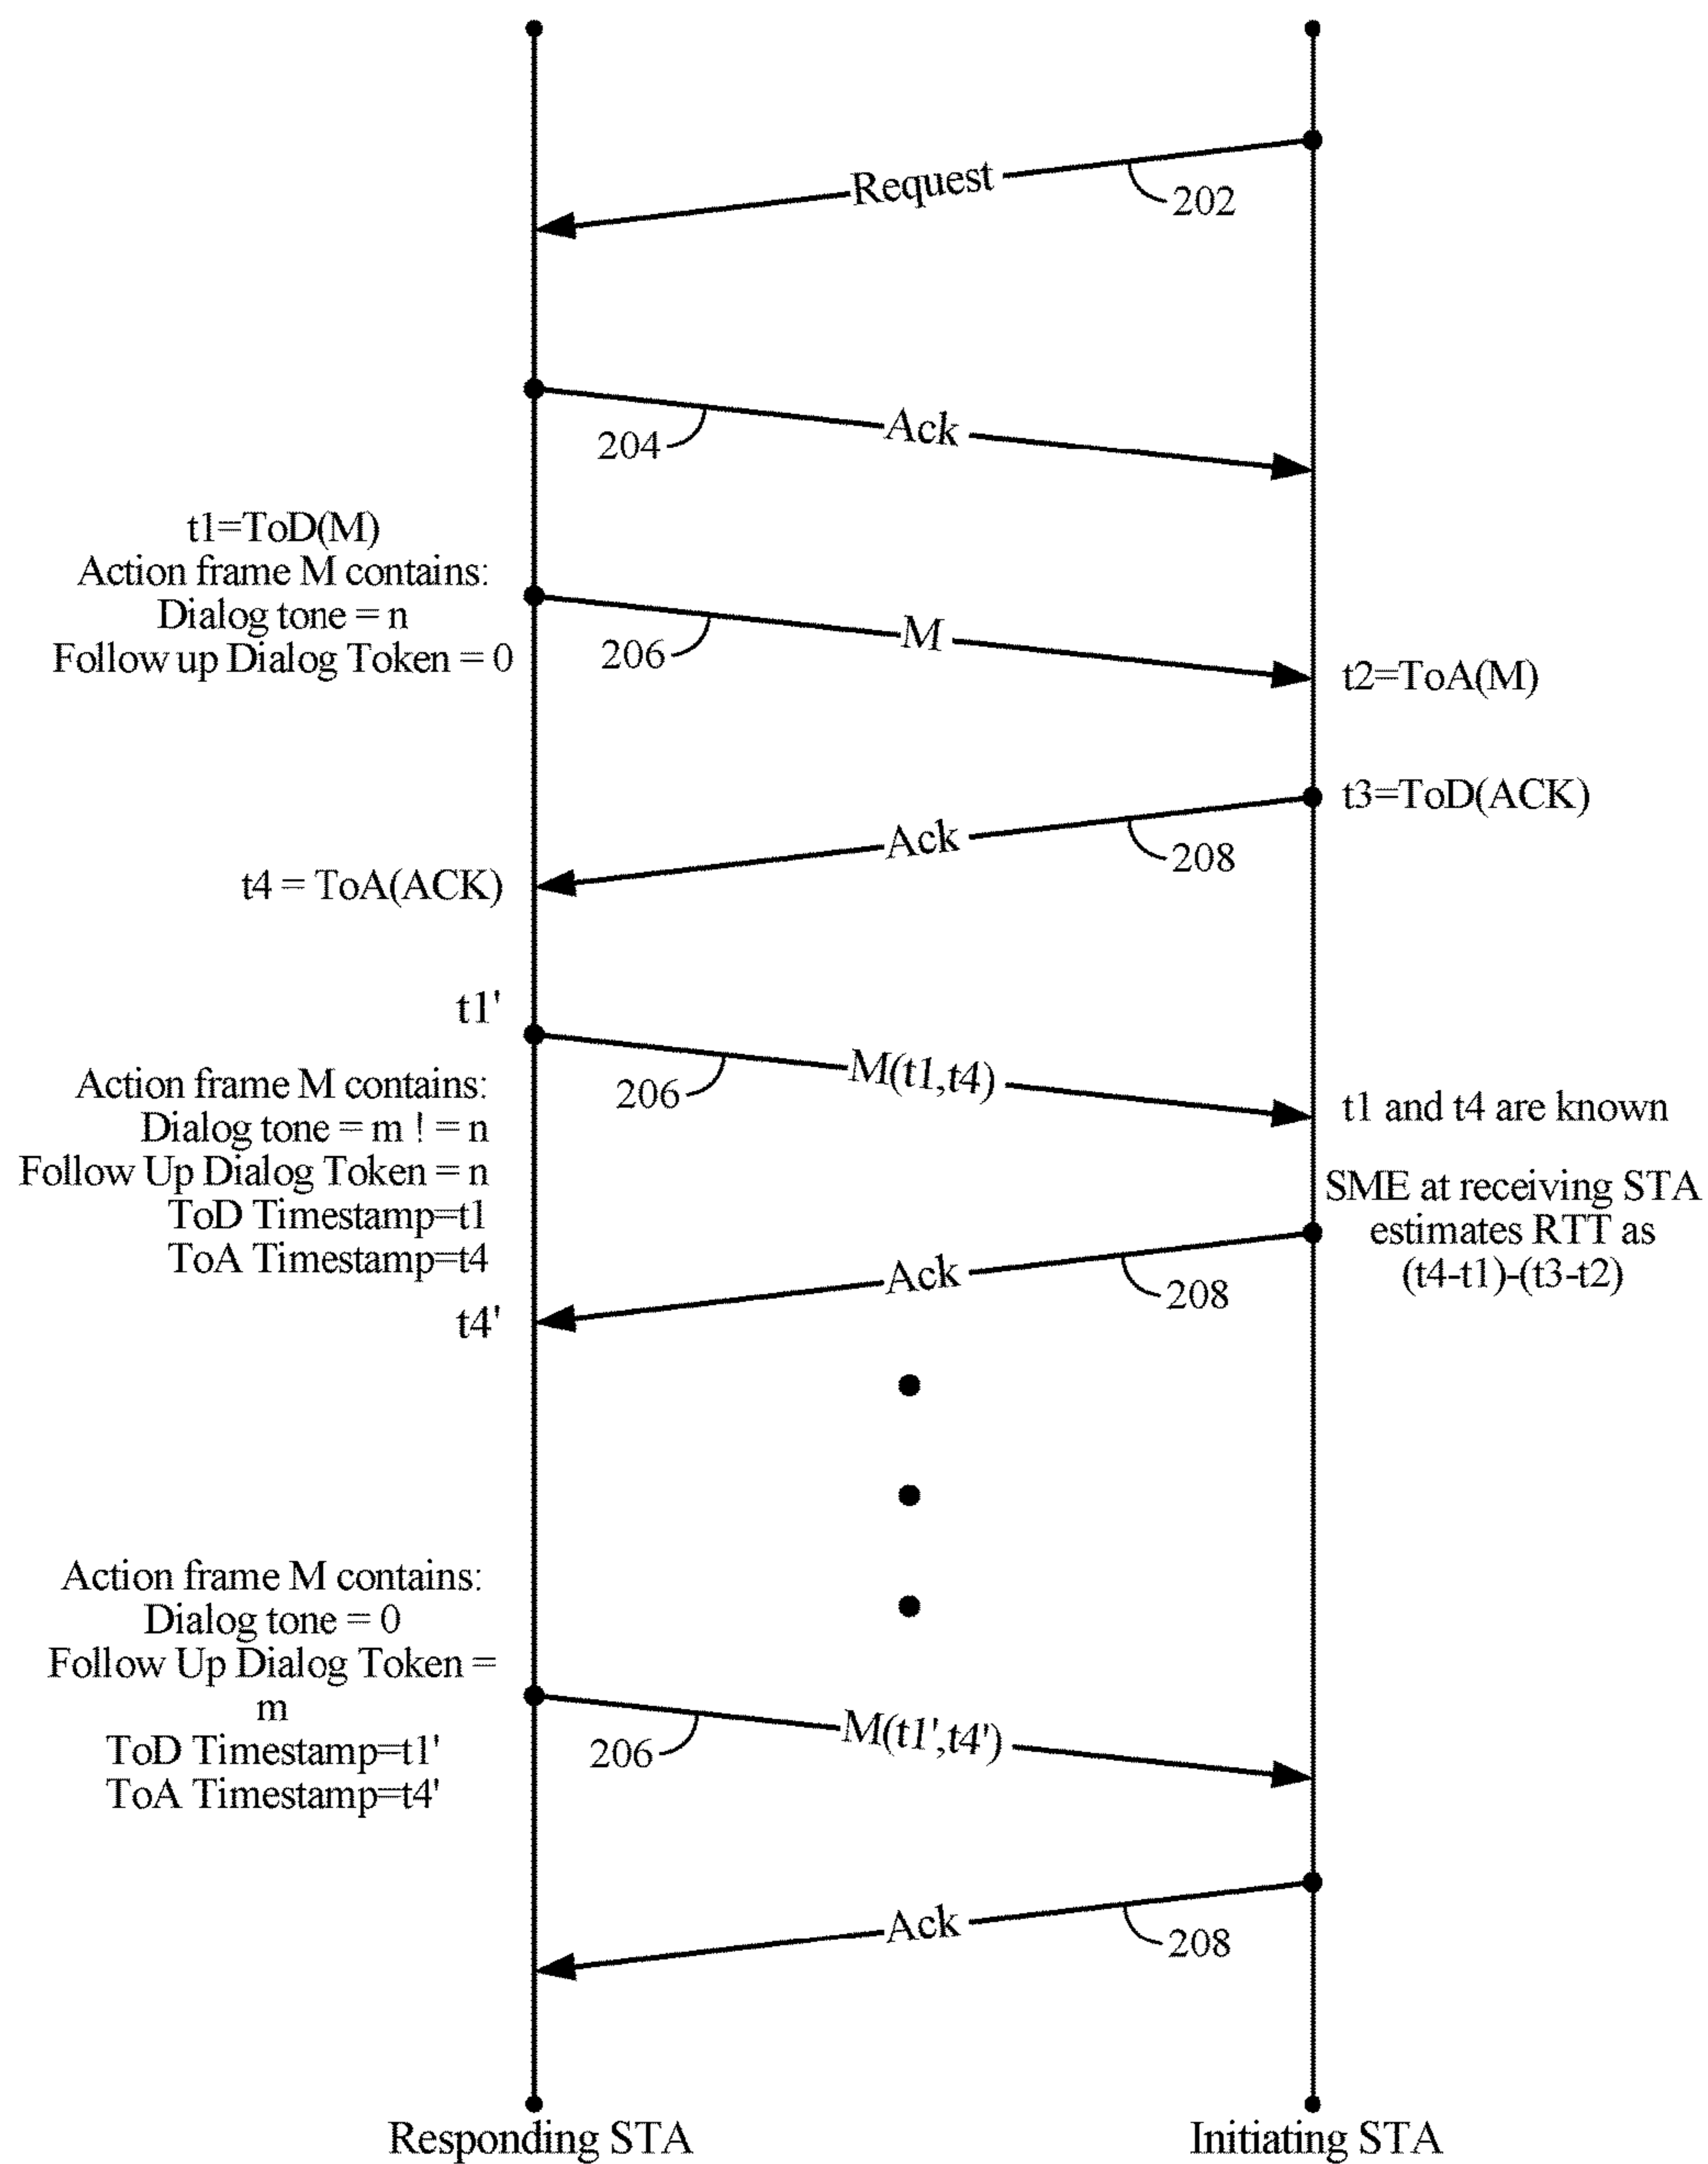 Request
202
Ack
204
t1=ToD(M)
Action frame M contains:
Dialog tone = n
Follow up Dialog Token = 0
M
206
t2=ToA(M)
t3=ToD(ACK)
Ack
208
t4 = ToA(ACK)
t1'
M(t1,t4)
206
Action frame M contains:
Dialog tone = m ! = n
Follow Up Dialog Token = n
ToD Timestamp=t1
ToA Timestamp=t4
t1 and t4 are known
SME at receiving STA
estimates RTT as
(t4-t1)-(t3-t2)
Ack
208
t4'
Action frame M contains:
Dialog tone = 0
Follow Up Dialog Token =
m
ToD Timestamp=t1'
ToA Timestamp=t4'
M(t1',t4')
206
Ack
208
Responding STA
Initiating STA